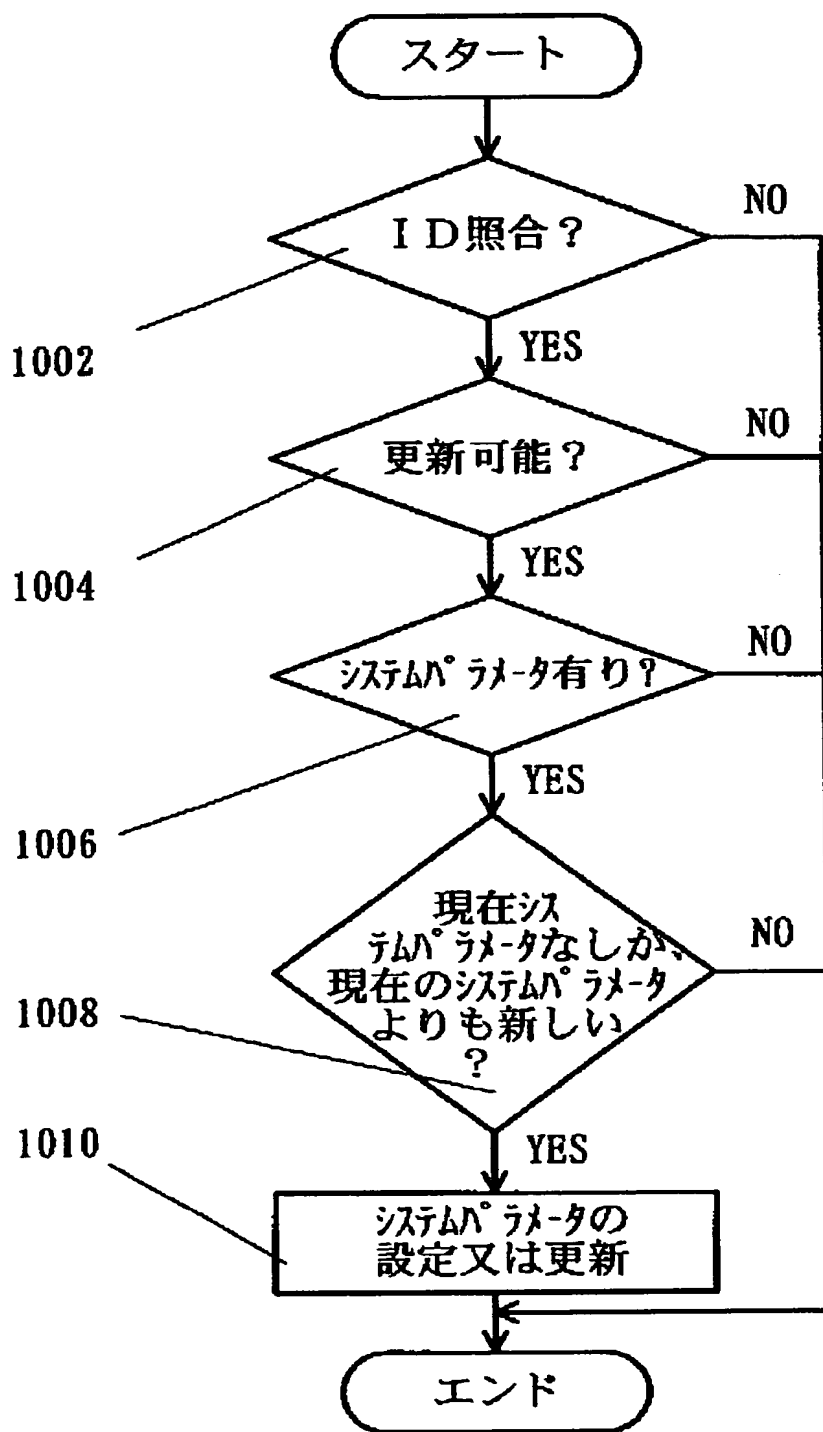 スタート
ID照合?
NO
1002
YES
更新可能?
NO
1004
YES
システムパラメータ有り?
NO
1006
YES
現在シス
テムパラメータなしか、
現在のシステムパラメータ
よりも新しい
?
NO
1008
1010
YES
システムパラメータの
設定又は更新
エンド